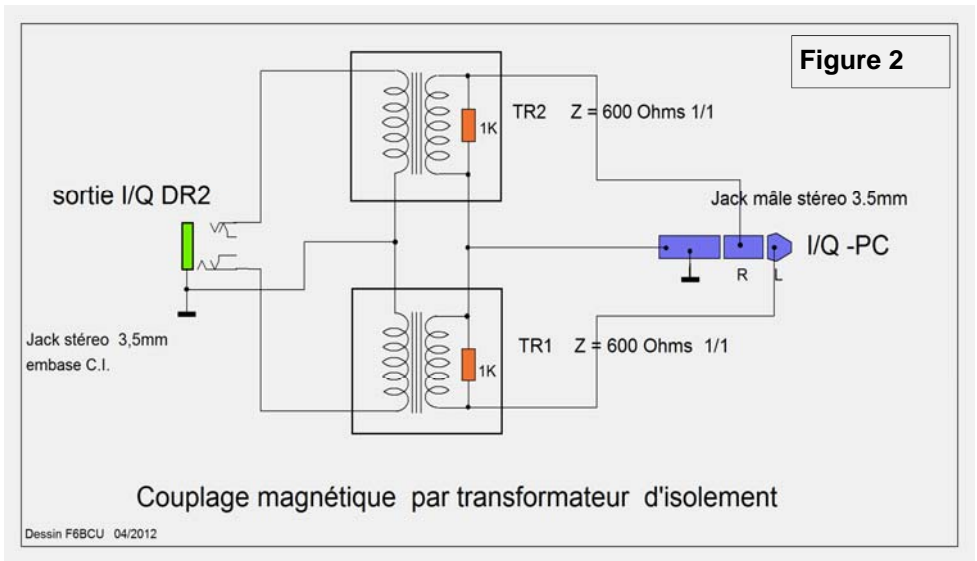 Figure 2
TR2 Z = 600 Ohms 1/1
1K
sortie I/Q DR2
Jack mâle stéreo 3.5mm
I/Q -PC
R L
Jack stéreo 3,5mm
embase C.I.
TR1 Z = 600 Ohms 1/1
1K
Couplage magnétique par transformateur d'isolement
Dessin F6BCU 04/2012